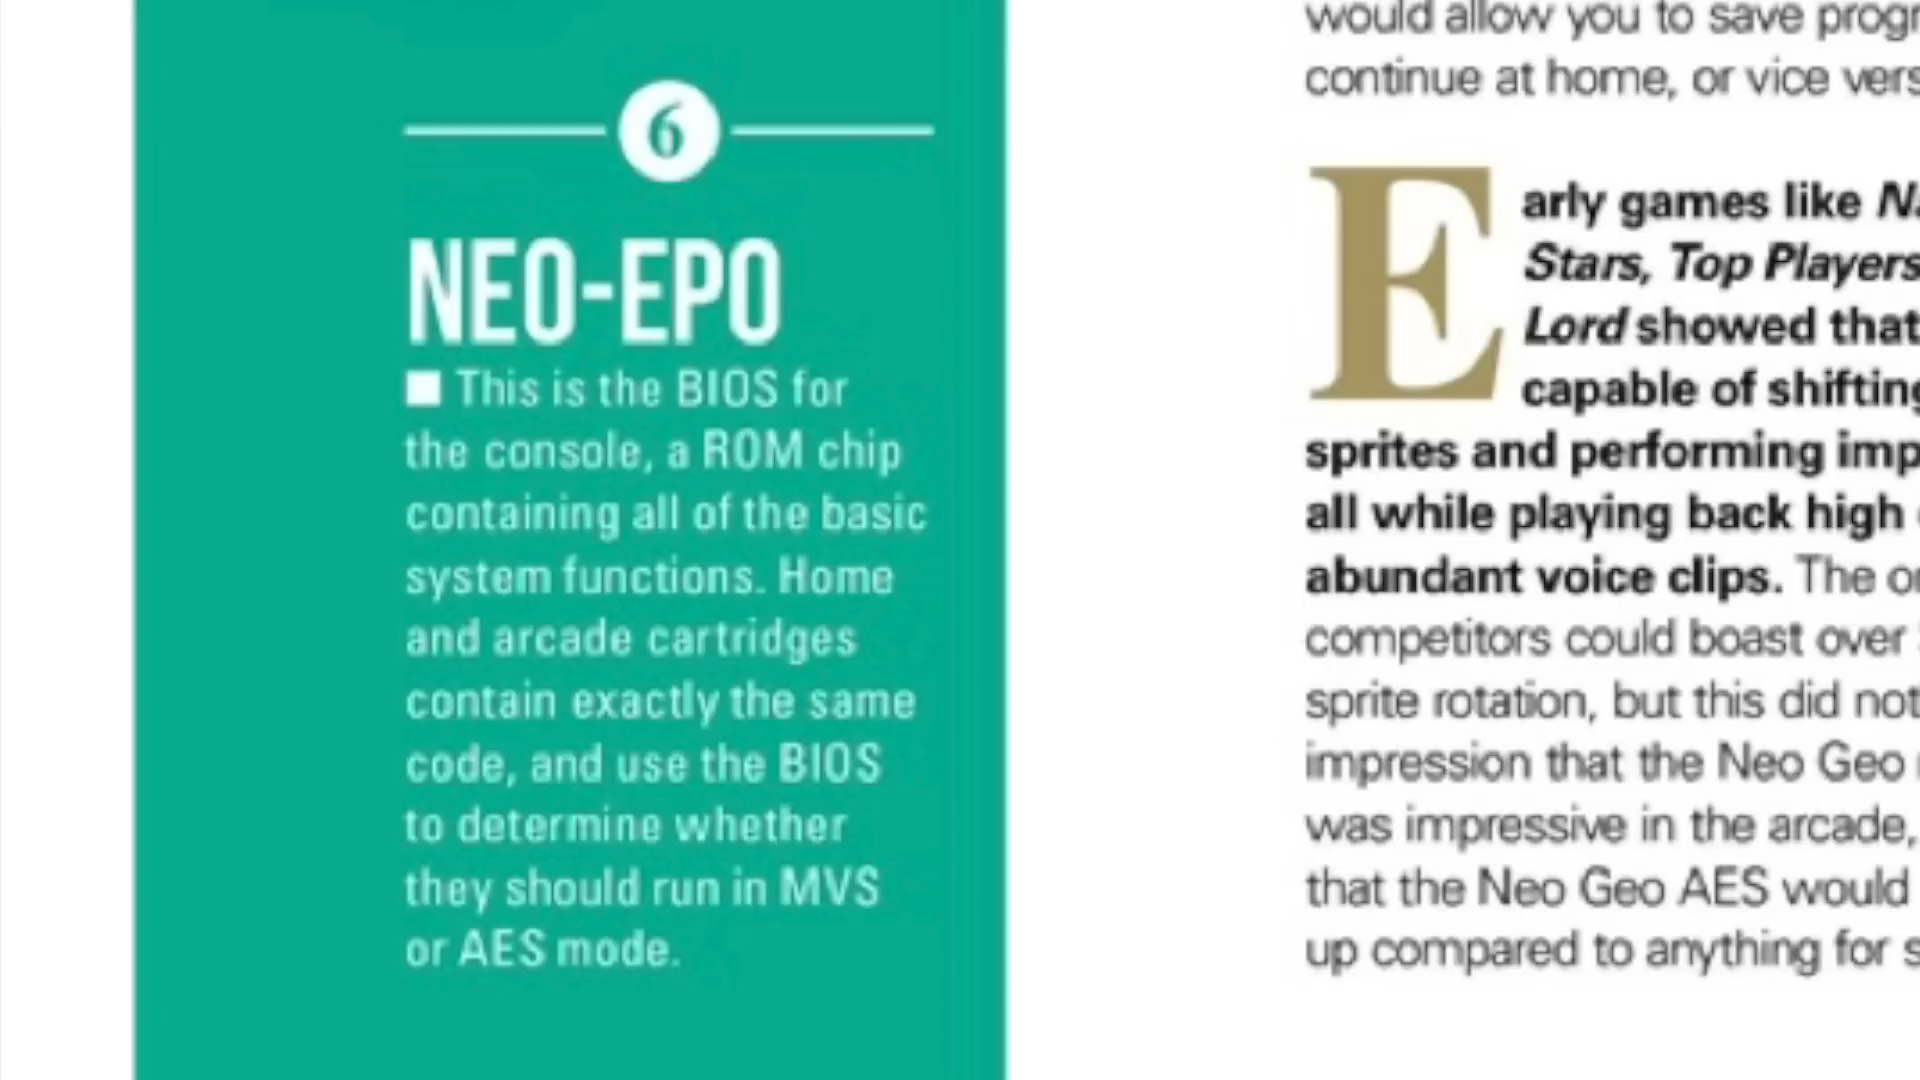 6
NEO-EPO
■ This is the BIOS for
the console, a ROM chip
containing all of the basic
system functions. Home
and arcade cartridges
contain exactly the same
code, and use the BIOS
to determine whether
they should run in MVS
or AES mode.
would allow you to save
continue at home, or vice
Early games like
Stars, Top Players
Lord showed that
capable of shifting
sprites and performing
all while playing back high
abundant voice clips. The
competitors could boast over
sprite rotation, but this did not
impression that the Neo Geo
was impressive in the arcade,
that the Neo Geo AES would
up compared to anything for